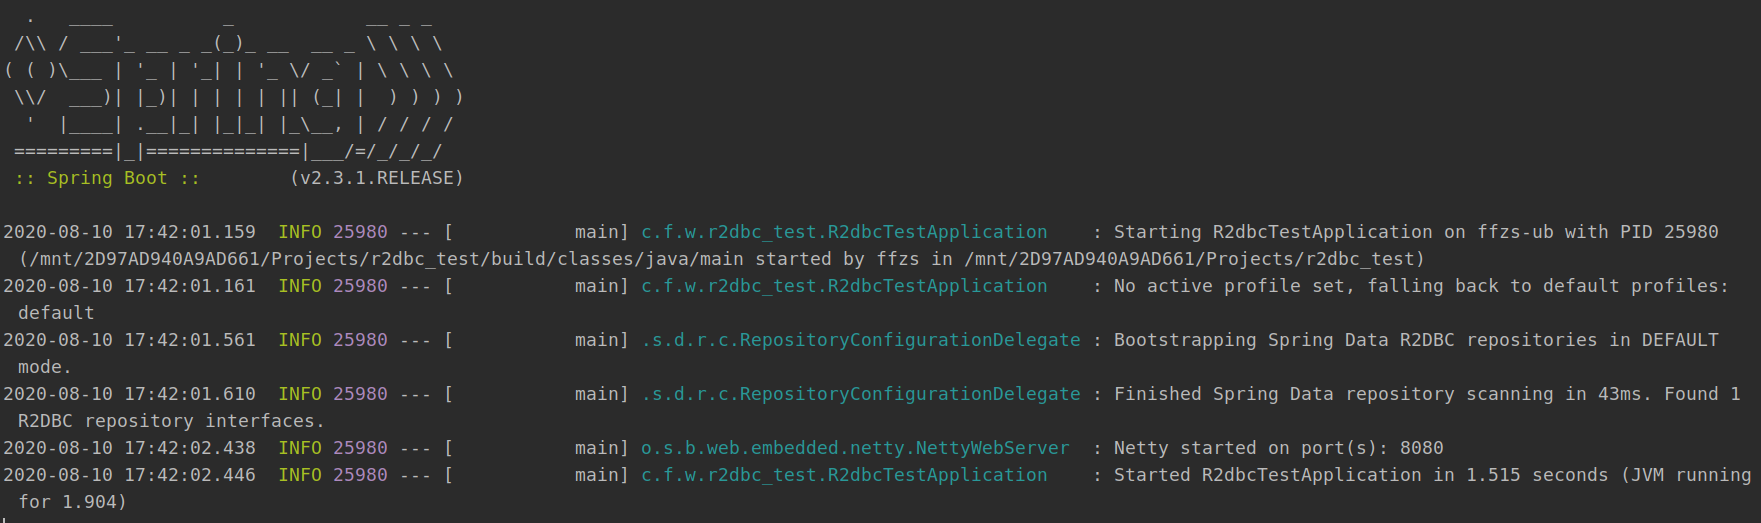 .   ____          _            __ _ _
 /\\ / ___'_ __ _ _(_)_ __  __ _ \ \ \ \
( ( )\___ | '_ | '_| | '_ \/ _` | \ \ \ \
 \\/  ___)| |_)| | | | | || (_| |  ) ) ) )
  '  |____| .__|_| |_|_| |_\__, | / / / /
 =========|_|==============|___/=/_/_/_/
 :: Spring Boot ::        (v2.3.1.RELEASE)
2020-08-10 17:42:01.159  INFO 25980 --- [           main] c.f.w.r2dbc_test.R2dbcTestApplication    : Starting R2dbcTestApplication on ffzs-ub with PID 25980
(/mnt/2D97AD940A9AD661/Projects/r2dbc_test/build/classes/java/main started by ffzs in /mnt/2D97AD940A9AD661/Projects/r2dbc_test)
2020-08-10 17:42:01.161  INFO 25980 --- [           main] c.f.w.r2dbc_test.R2dbcTestApplication    : No active profile set, falling back to default profiles:
default
2020-08-10 17:42:01.561  INFO 25980 --- [           main] .s.d.r.c.RepositoryConfigurationDelegate : Bootstrapping Spring Data R2DBC repositories in DEFAULT
mode.
2020-08-10 17:42:01.610  INFO 25980 --- [           main] .s.d.r.c.RepositoryConfigurationDelegate : Finished Spring Data repository scanning in 43ms. Found 1
R2DBC repository interfaces.
2020-08-10 17:42:02.438  INFO 25980 --- [           main] o.s.b.web.embedded.netty.NettyWebServer  : Netty started on port(s): 8080
2020-08-10 17:42:02.446  INFO 25980 --- [           main] c.f.w.r2dbc_test.R2dbcTestApplication    : Started R2dbcTestApplication in 1.515 seconds (JVM running
for 1.904)